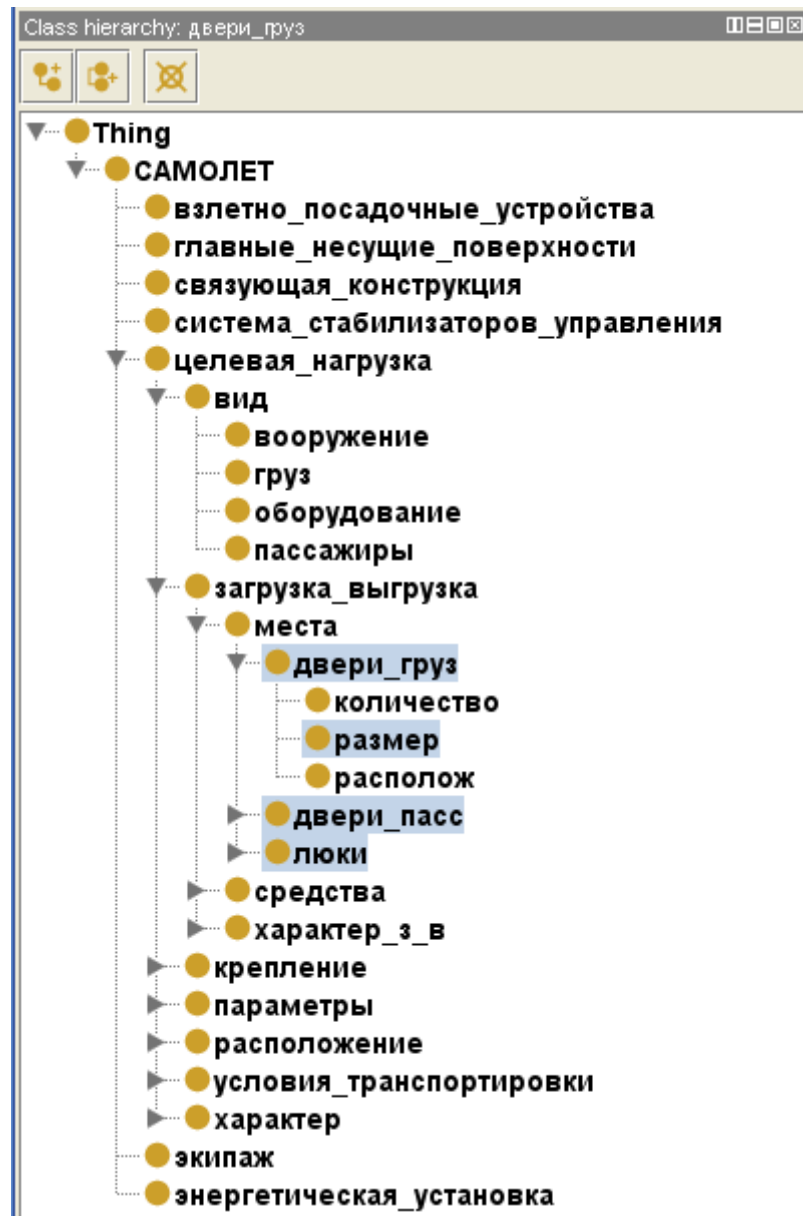 Class hierarchy: двери_груз
Thing
САМОЛЕТ
взлетно_посадочные_устройства
главные_несущие_поверхности
связующая_конструкция
система_стабилизаторов_управления
целевая_нагрузка
вид
вооружение
груз
оборудование
пассажиры
загрузка_выгрузка
места
двери_груз
количество
размер
располож
двери_пасс
люки
средства
характер_з_в
крепление
параметры
расположение
условия_транспортировки
характер
экипаж
энергетическая_установка